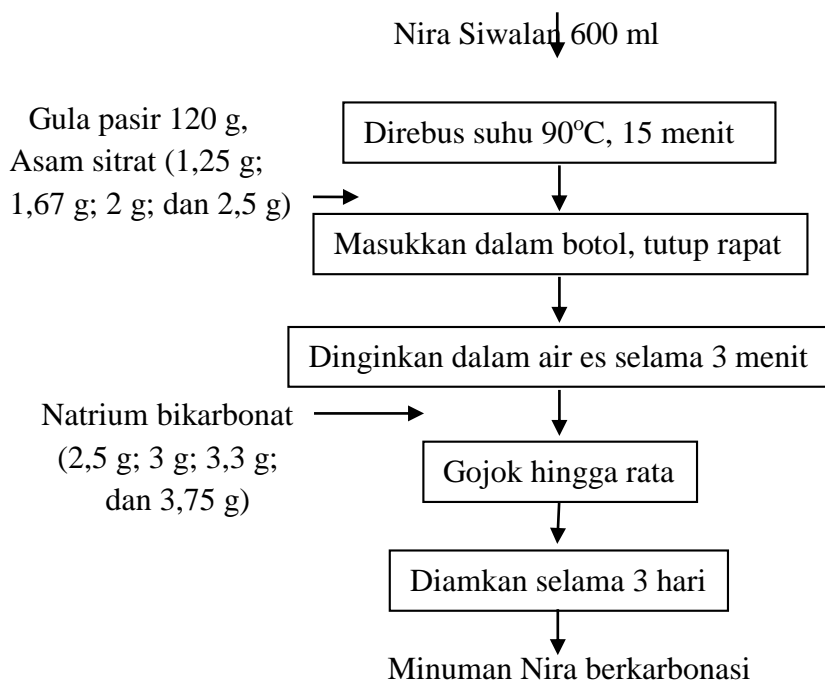 Nira Siwalan 600 ml
Gula pasir 120 g,
Asam sitrat (1,25 g;
1,67 g; 2 g; dan 2,5 g)
Direbus suhu 90°C, 15 menit
Masukkan dalam botol, tutup rapat
Dinginkan dalam air es selama 3 menit
Natrium bikarbonat
(2,5 g; 3 g; 3,3 g;
dan 3,75 g)
Gojok hingga rata
Diamkan selama 3 hari
Minuman Nira berkarbonasi